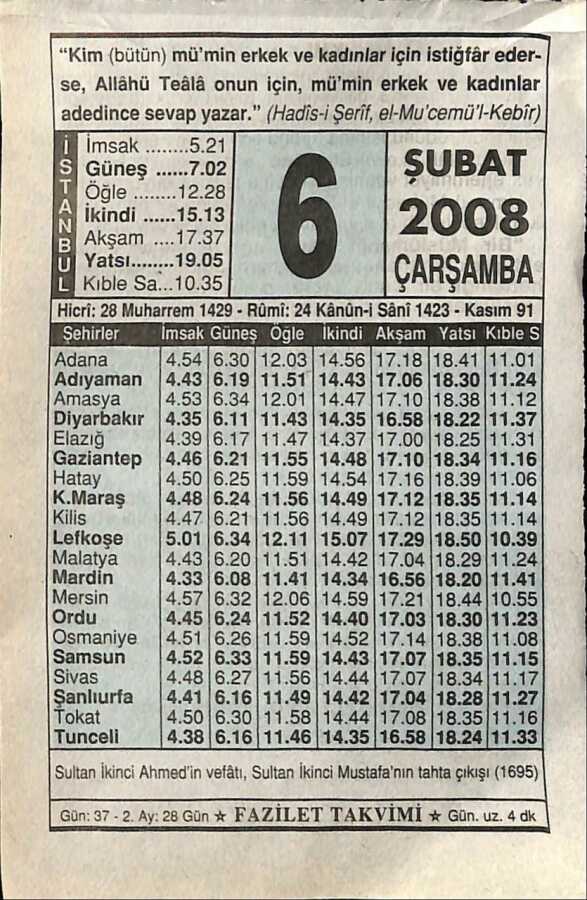 “Kim (bütün) mü’min erkek ve kadınlar için istiğfâr eder-
se, Allâhü Teâlâ onun için, mü’min erkek ve kadınlar
adedince sevap yazar.” (Hadîs-i Şerîf, el-Mu’cemü’l-Kebîr)
İSTANBUL
İmsak ........5.21
Güneş ......7.02
Öğle ........12.28
İkindi ......15.13
Akşam ....17.37
Yatsı........19.05
Kıble Sa...10.35
6
ŞUBAT
2008
ÇARŞAMBA
Hicrî: 28 Muharrem 1429 - Rûmî: 24 Kânûn-i Sânî 1423 - Kasım 91
Şehirler İmsak Güneş Öğle İkindi Akşam Yatsı Kıble S
Adana 4.54 6.30 12.03 14.56 17.18 18.41 11.01
Adıyaman 4.43 6.19 11.51 14.43 17.06 18.30 11.24
Amasya 4.53 6.34 12.01 14.47 17.10 18.38 11.12
Diyarbakır 4.35 6.11 11.43 14.35 16.58 18.22 11.37
Elazığ 4.39 6.17 11.47 14.37 17.00 18.25 11.31
Gaziantep 4.46 6.21 11.55 14.48 17.10 18.34 11.16
Hatay 4.50 6.25 11.59 14.54 17.16 18.39 11.06
K.Maraş 4.48 6.24 11.56 14.49 17.12 18.35 11.14
Kilis 4.47 6.21 11.56 14.49 17.12 18.35 11.14
Lefkoşe 5.01 6.34 12.11 15.07 17.29 18.50 10.39
Malatya 4.43 6.20 11.51 14.42 17.04 18.29 11.24
Mardin 4.33 6.08 11.41 14.34 16.56 18.20 11.41
Mersin 4.57 6.32 12.06 14.59 17.21 18.44 10.55
Ordu 4.45 6.24 11.52 14.40 17.03 18.30 11.23
Osmaniye 4.51 6.26 11.59 14.52 17.14 18.38 11.08
Samsun 4.52 6.33 11.59 14.43 17.07 18.35 11.15
Sivas 4.48 6.27 11.56 14.44 17.07 18.34 11.17
Şanlıurfa 4.41 6.16 11.49 14.42 17.04 18.28 11.27
Tokat 4.50 6.30 11.58 14.44 17.08 18.35 11.16
Tunceli 4.38 6.16 11.46 14.35 16.58 18.24 11.33
Sultan İkinci Ahmed’in vefâtı, Sultan İkinci Mustafa’nın tahta çıkışı (1695)
Gün: 37 - 2. Ay: 28 Gün ★ FAZİLET TAKVİMİ ★ Gün. uz. 4 dk